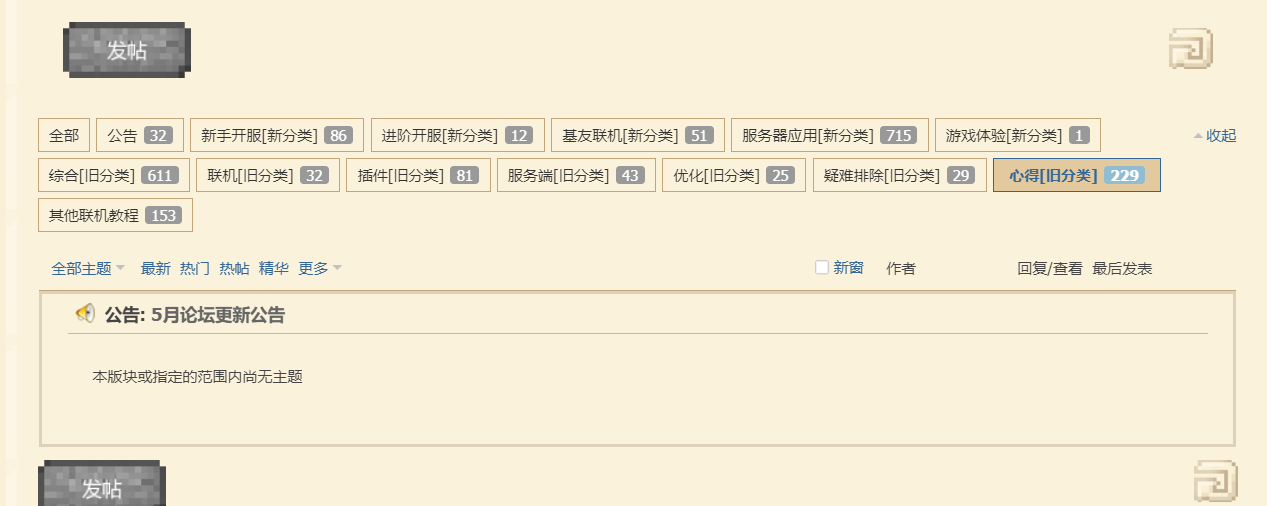 发帖
全部 公告 32 新手开服[新分类] 86 进阶开服[新分类] 12 基友联机[新分类] 51 服务器应用[新分类] 715 游戏体验[新分类] 1 收起
综合[旧分类] 611 联机[旧分类] 32 插件[旧分类] 81 服务端[旧分类] 43 优化[旧分类] 25 疑难排除[旧分类] 29 心得[旧分类] 229
其他联机教程 153
全部主题 最新 热门 热帖 精华 更多 新窗 作者 回复/查看 最后发表
公告: 5月论坛更新公告
本版块或指定的范围内尚无主题
发帖